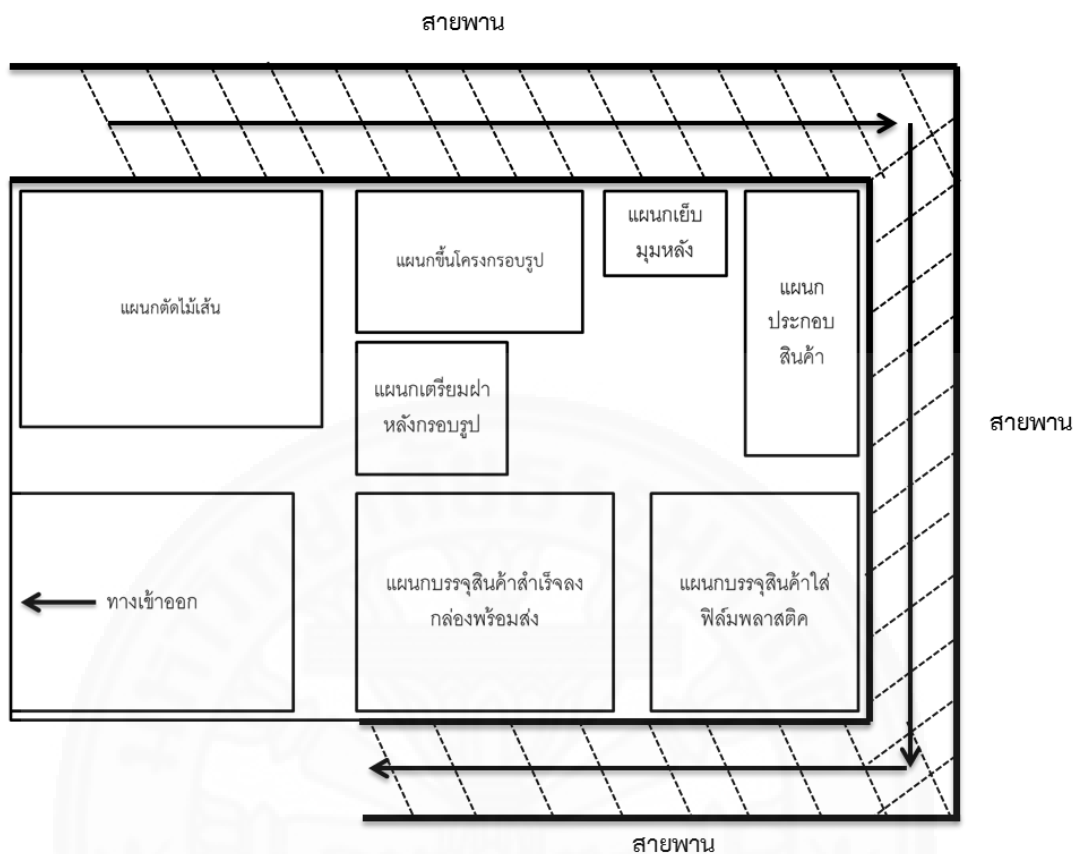 สายพาน
แผนกตัดไม้เส้น
แผนกขึ้นโครงกรอบรูป
แผนกเย็บ
มุมหลัง
แผนก
ประกอบ
สินค้า
แผนกเตรียมฝา
หลังกรอบรูป
สายพาน
ทางเข้าออก
แผนกบรรจุสินค้าสำเร็จลง
กล่องพร้อมส่ง
แผนกบรรจุสินค้าใส่
ฟิล์มพลาสติค
สายพาน